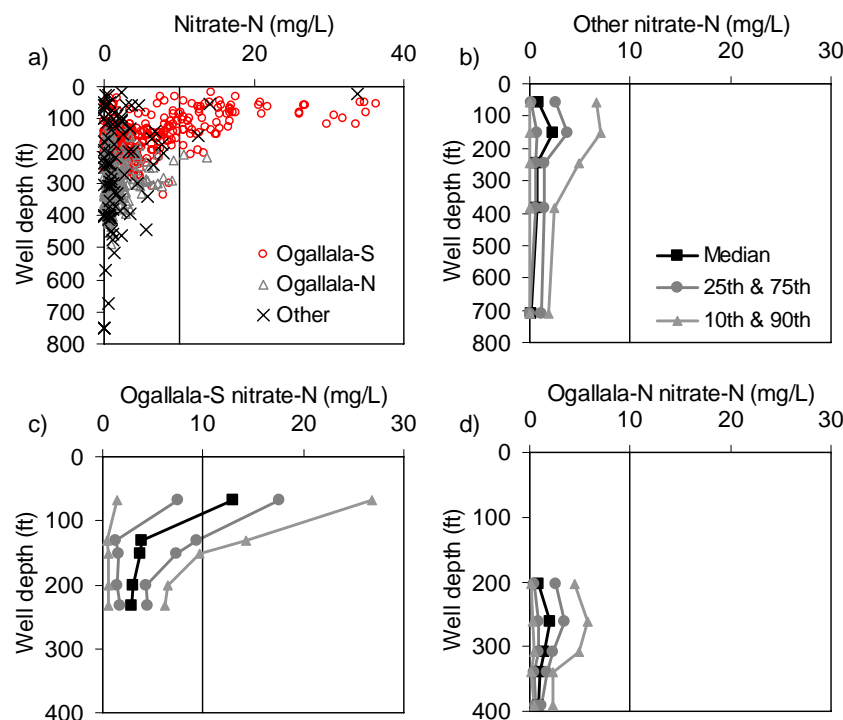 Nitrate-N (mg/L)
a)
0 20 40
0
100
200
300
400
500
600
700
800
Well depth (ft)
Ogallala-S
Ogallala-N
Other
Other nitrate-N (mg/L)
b)
0 10 20 30
0
100
200
300
400
500
600
700
800
Well depth (ft)
Median
25th & 75th
10th & 90th
Ogallala-S nitrate-N (mg/L)
c)
0 10 20 30
0
100
200
300
400
Well depth (ft)
Ogallala-N nitrate-N (mg/L)
d)
0 10 20 30
0
100
200
300
400
Well depth (ft)